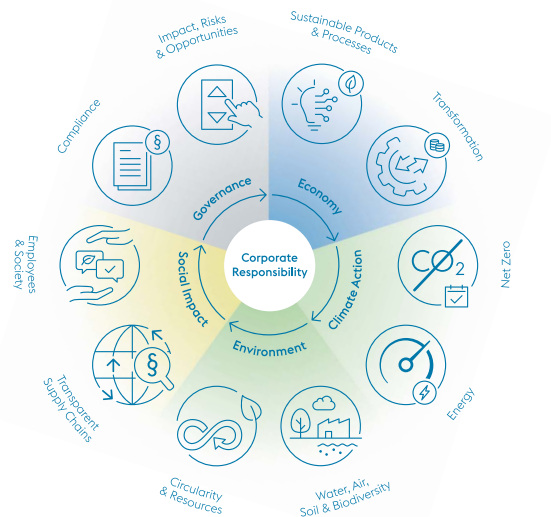 Impact, Risks
& Opportunities
Sustainable Products
& Processes
Compliance
§
Transformation
Governance
Economy
Employees
& Society
Social Impact
Corporate
Responsibility
Climate Action
CO2
Net Zero
Environment
§
Transparent
Supply Chains
Energy
Circularity
& Resources
Water, Air,
Soil & Biodiversity